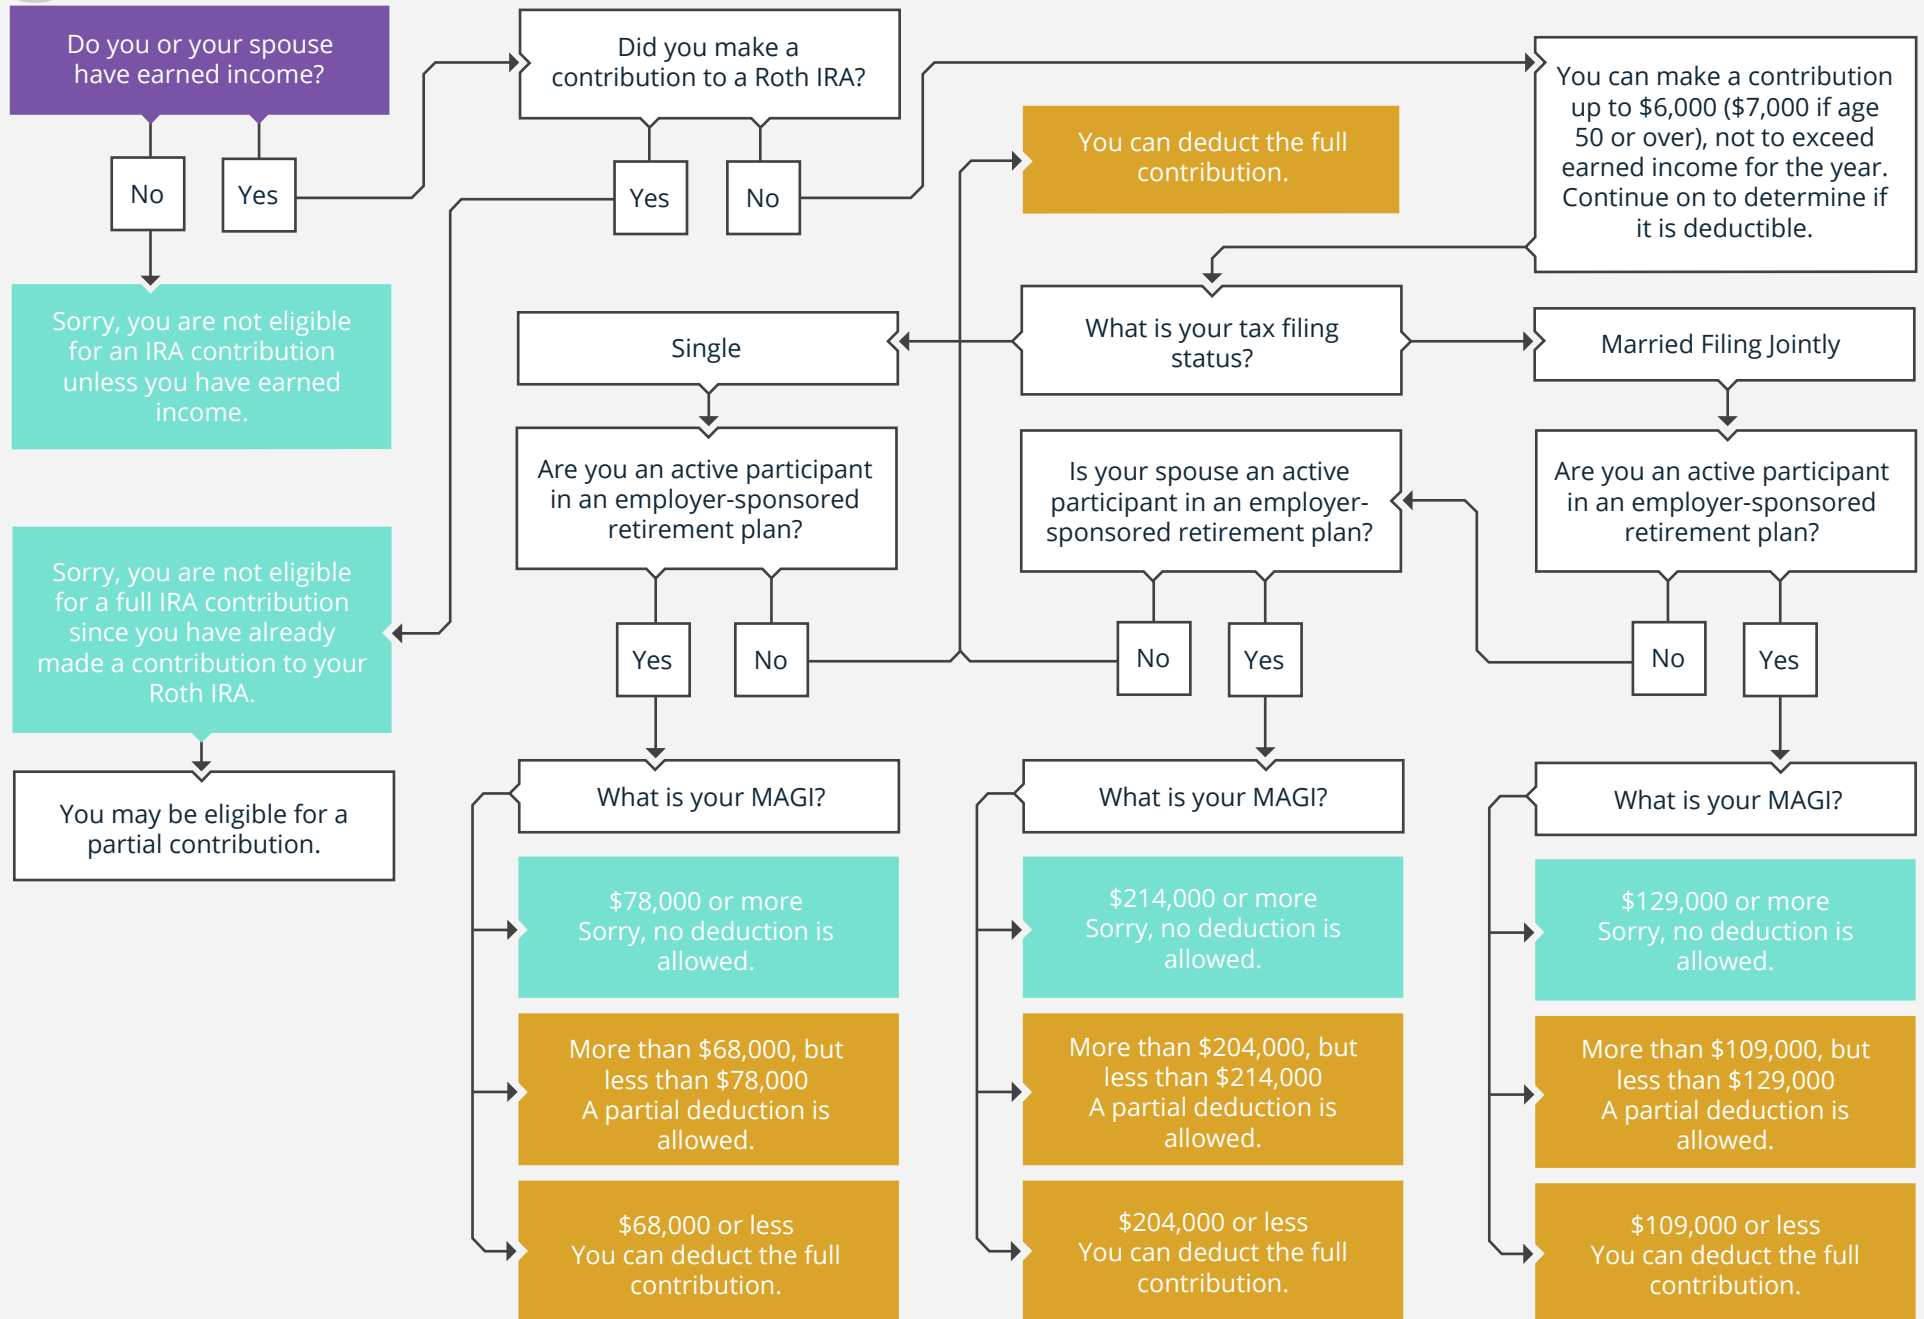 Do you or your spouse
have earned income?
No
Yes
Sorry, you are not eligible
for an IRA contribution
unless you have earned
income.
Did you make a
contribution to a Roth IRA?
Yes
No
Sorry, you are not eligible
for a full IRA contribution
since you have already
made a contribution to your
Roth IRA.
You may be eligible for a
partial contribution.
You can deduct the full
contribution.
You can make a contribution
up to $6,000 ($7,000 if age
50 or over), not to exceed
earned income for the year.
Continue on to determine if
it is deductible.
What is your tax filing
status?
Single
Married Filing Jointly
Are you an active participant
in an employer-sponsored
retirement plan?
Yes
No
Is your spouse an active
participant in an employer-
sponsored retirement plan?
No
Yes
Are you an active participant
in an employer-sponsored
retirement plan?
No
Yes
What is your MAGI?
$78,000 or more
Sorry, no deduction is
allowed.
More than $68,000, but
less than $78,000
A partial deduction is
allowed.
$68,000 or less
You can deduct the full
contribution.
What is your MAGI?
$214,000 or more
Sorry, no deduction is
allowed.
More than $204,000, but
less than $214,000
A partial deduction is
allowed.
$204,000 or less
You can deduct the full
contribution.
What is your MAGI?
$129,000 or more
Sorry, no deduction is
allowed.
More than $109,000, but
less than $129,000
A partial deduction is
allowed.
$109,000 or less
You can deduct the full
contribution.